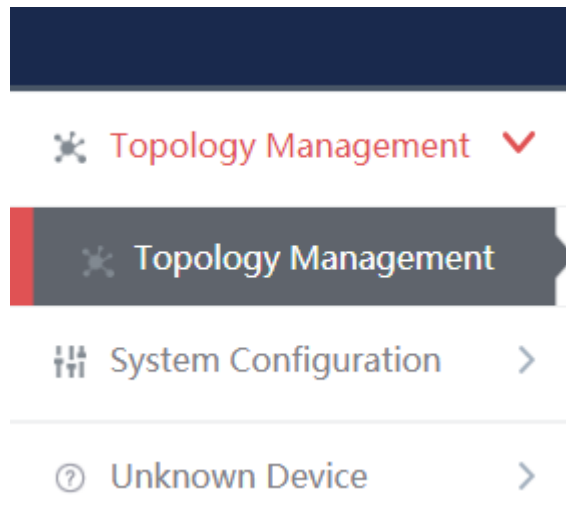 Topology Management
Topology Management
System Configuration
Unknown Device